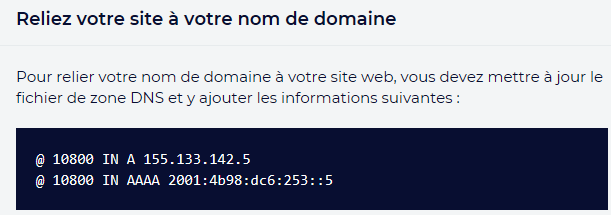 Reliez votre site à votre nom de domaine
Pour relier votre nom de domaine à votre site web, vous devez mettre à jour le
fichier de zone DNS et y ajouter les informations suivantes :
@ 10800 IN A 155.133.142.5
@ 10800 IN AAAA 2001:4b98:dc6:253::5